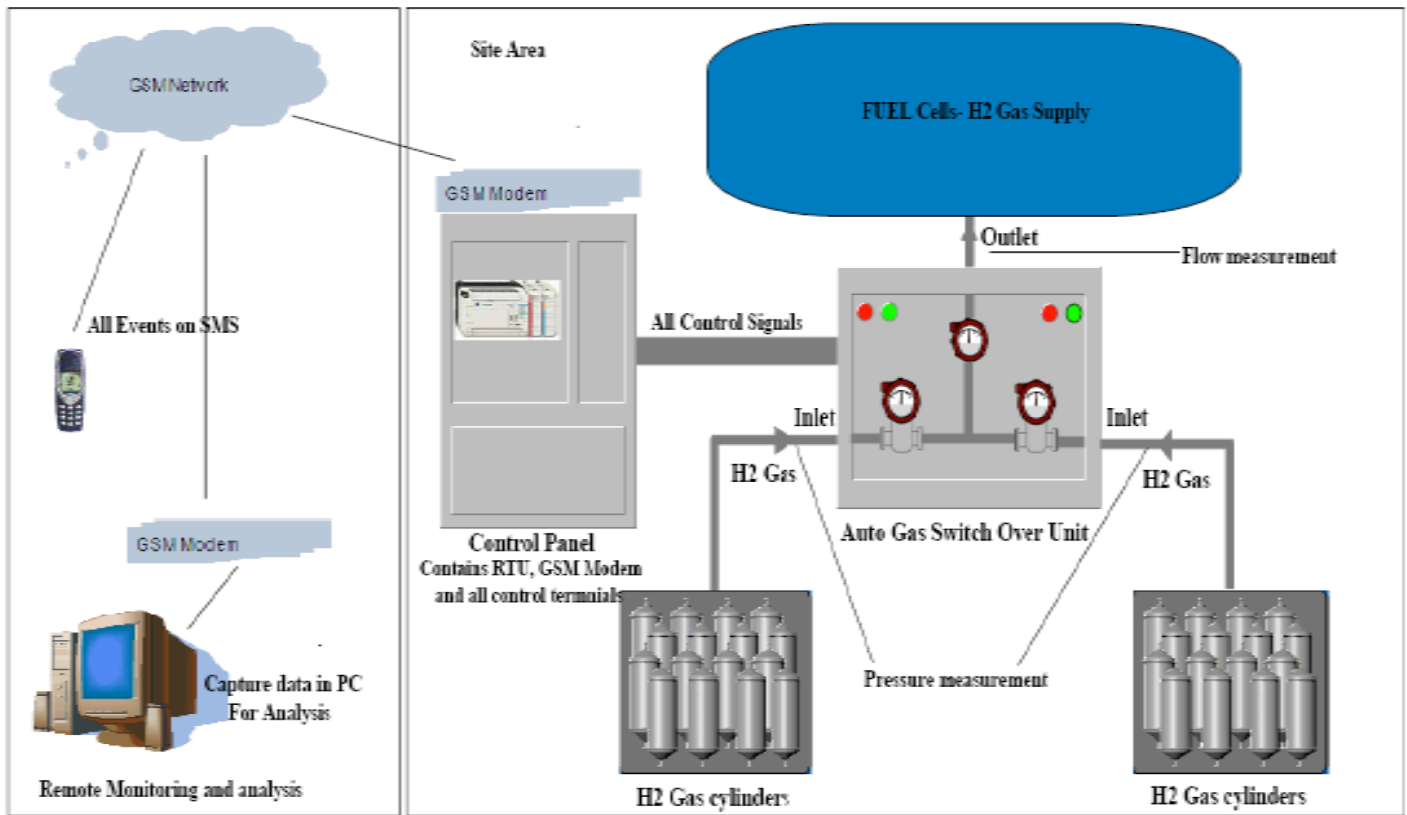 GSM Network
All Events on SMS
GSM Modem
Capture data in PC
For Analysis
Remote Monitoring and analysis
Site Area
FUEL Cells- H2 Gas Supply
GSM Modem
Outlet
Flow measurement
All Control Signals
Inlet
Inlet
H2 Gas
H2 Gas
Control Panel
Contains RTU, GSM Modem
and all control termnials
Auto Gas Switch Over Unit
Pressure measurement
H2 Gas cylinders
H2 Gas cylinders